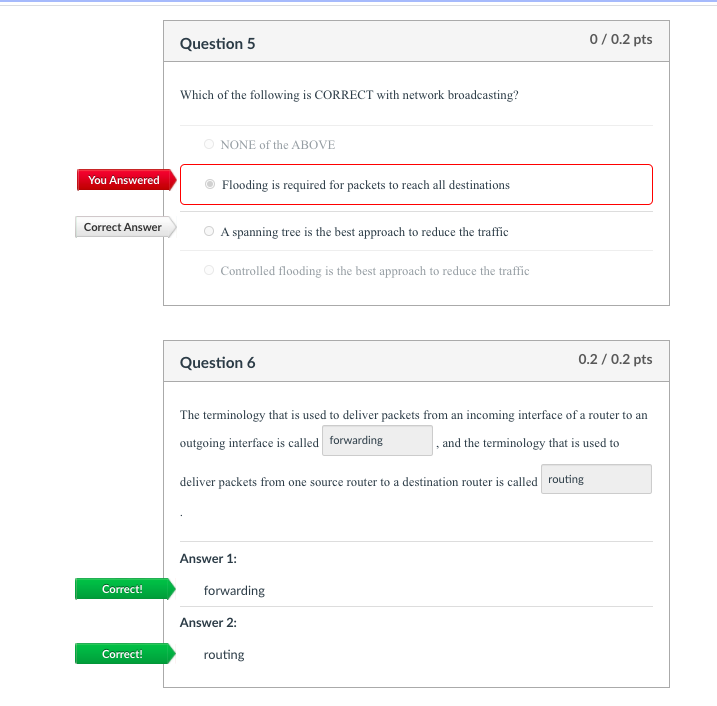 Question 5
0 / 0.2 pts
Which of the following is CORRECT with network broadcasting?
NONE of the ABOVE
You Answered
Flooding is required for packets to reach all destinations
Correct Answer
A spanning tree is the best approach to reduce the traffic
Controlled flooding is the best approach to reduce the traffic
Question 6
0.2 / 0.2 pts
The terminology that is used to deliver packets from an incoming interface of a router to an
outgoing interface is called forwarding , and the terminology that is used to
deliver packets from one source router to a destination router is called routing
.
Answer 1:
Correct!
forwarding
Answer 2:
Correct!
routing